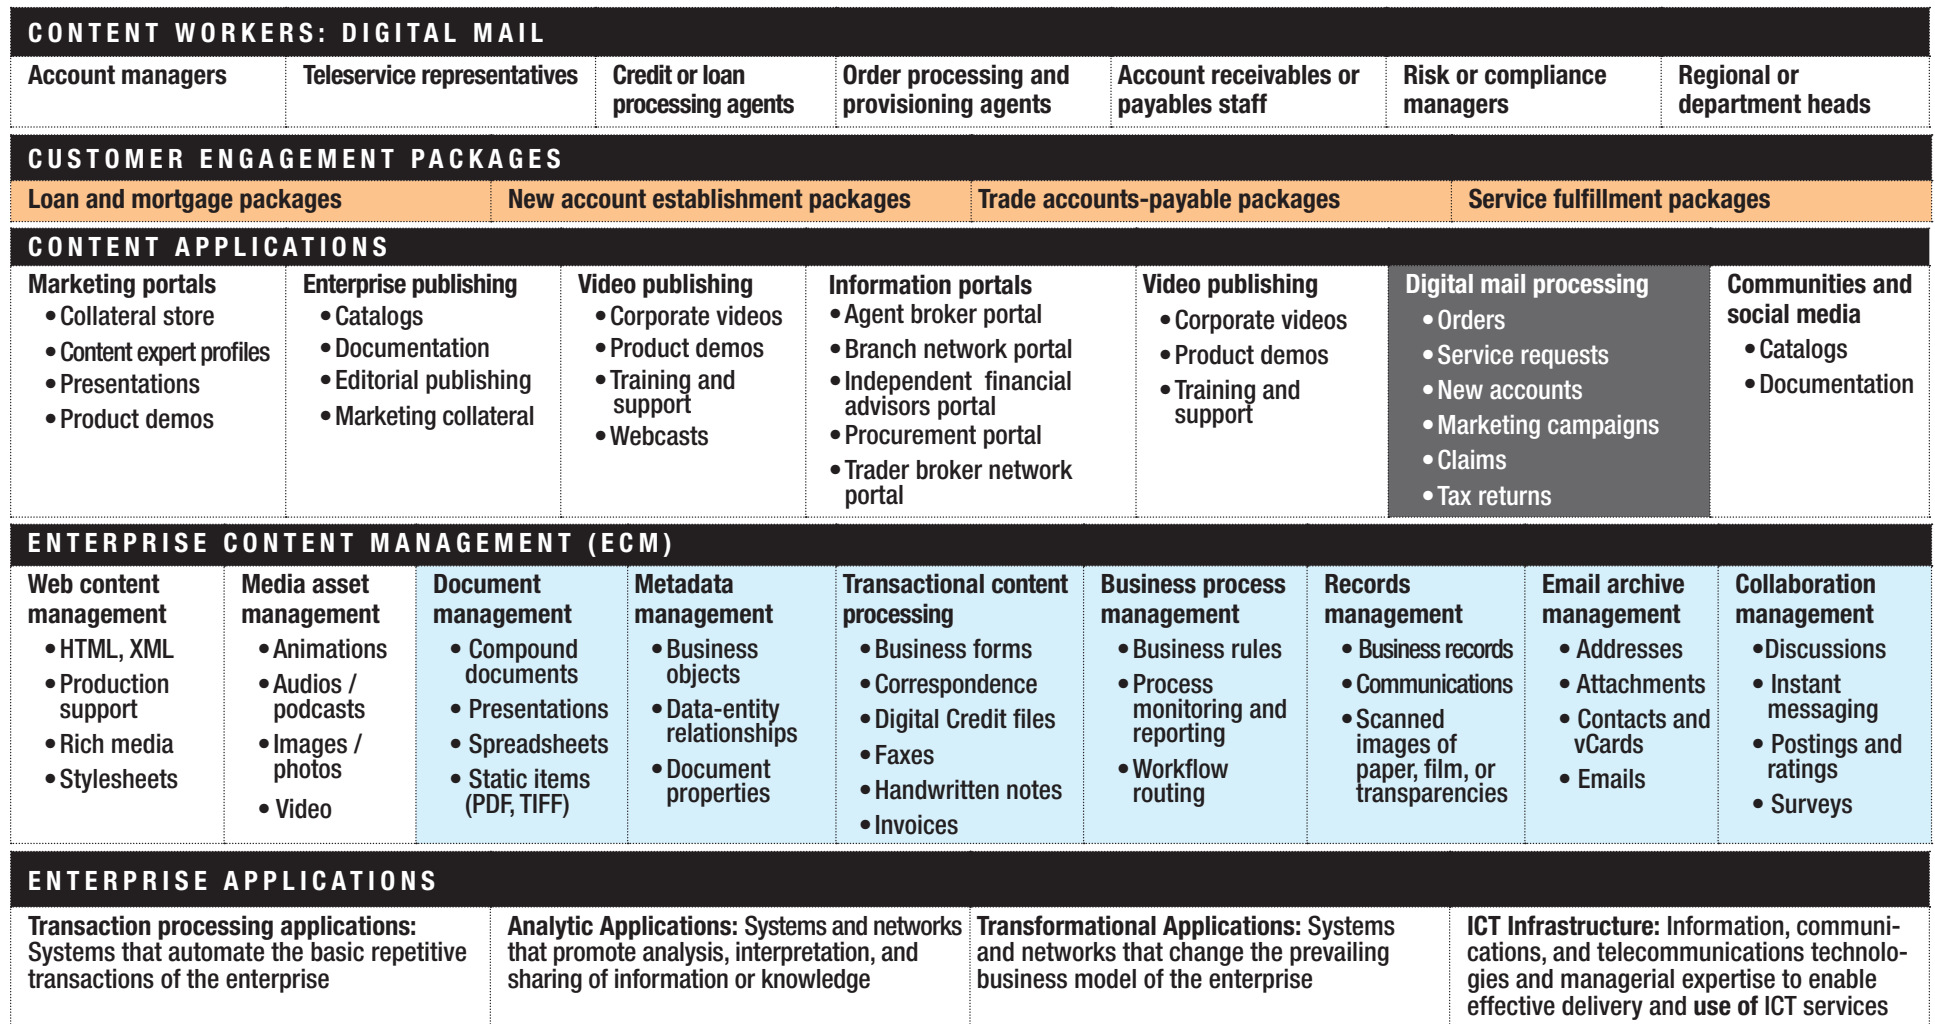 CONTENT WORKERS: DIGITAL MAIL
Account managers
Teleservice representatives
Credit or loan
processing agents
Order processing and
provisioning agents
Account receivables or
payables staff
Risk or compliance
managers
Regional or
department heads
CUSTOMER ENGAGEMENT PACKAGES
Loan and mortgage packages
New account establishment packages
Trade accounts-payable packages
Service fulfillment packages
CONTENT APPLICATIONS
Marketing portals
• Collateral store
• Content expert profiles
• Presentations
• Product demos
Enterprise publishing
• Catalogs
• Documentation
• Editorial publishing
• Marketing collateral
Video publishing
• Corporate videos
• Product demos
• Training and
support
• Webcasts
Information portals
• Agent broker portal
• Branch network portal
• Independent financial
advisors portal
• Procurement portal
• Trader broker network
portal
Video publishing
• Corporate videos
• Product demos
• Training and
support
Digital mail processing
• Orders
• Service requests
• New accounts
• Marketing campaigns
• Claims
• Tax returns
Communities and
social media
• Catalogs
• Documentation
ENTERPRISE CONTENT MANAGEMENT (ECM)
Web content
management
• HTML, XML
• Production
support
• Rich media
• Stylesheets
Media asset
management
• Animations
• Audios /
podcasts
• Images /
photos
• Video
Document
management
• Compound
documents
• Presentations
• Spreadsheets
• Static items
(PDF, TIFF)
Metadata
management
• Business
objects
• Data-entity
relationships
• Document
properties
Transactional content
processing
• Business forms
• Correspondence
• Digital Credit files
• Faxes
• Handwritten notes
• Invoices
Business process
management
• Business rules
• Process
monitoring and
reporting
• Workflow
routing
Records
management
• Business records
• Communications
• Scanned
images of
paper, film, or
transparencies
Email archive
management
• Addresses
• Attachments
• Contacts and
vCards
• Emails
Collaboration
management
• Discussions
• Instant
messaging
• Postings and
ratings
• Surveys
ENTERPRISE APPLICATIONS
Transaction processing applications:
Systems that automate the basic repetitive
transactions of the enterprise
Analytic Applications: Systems and networks
that promote analysis, interpretation, and
sharing of information or knowledge
Transformational Applications: Systems
and networks that change the prevailing
business model of the enterprise
ICT Infrastructure: Information, communi-
cations, and telecommunications technolo-
gies and managerial expertise to enable
effective delivery and use of ICT services